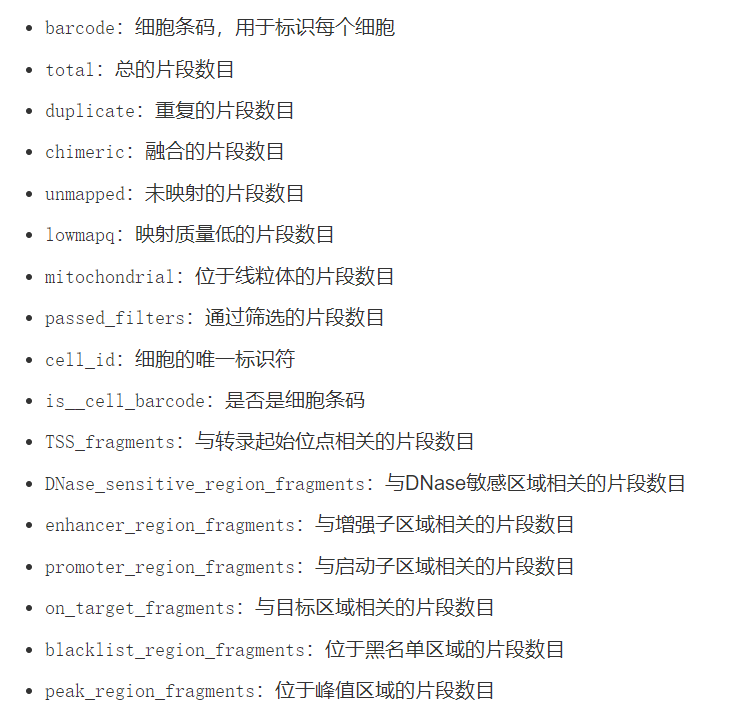 barcode：细胞条码，用于标识每个细胞
total：总的片段数目
duplicate：重复的片段数目
chimeric：融合的片段数目
unmapped：未映射的片段数目
lowmapq：映射质量低的片段数目
mitochondrial：位于线粒体的片段数目
passed_filters：通过筛选的片段数目
cell_id：细胞的唯一标识符
is__cell_barcode：是否是细胞条码
TSS_fragments：与转录起始位点相关的片段数目
DNase_sensitive_region_fragments：与DNase敏感区域相关的片段数目
enhancer_region_fragments：与增强子区域相关的片段数目
promoter_region_fragments：与启动子区域相关的片段数目
on_target_fragments：与目标区域相关的片段数目
blacklist_region_fragments：位于黑名单区域的片段数目
peak_region_fragments：位于峰值区域的片段数目